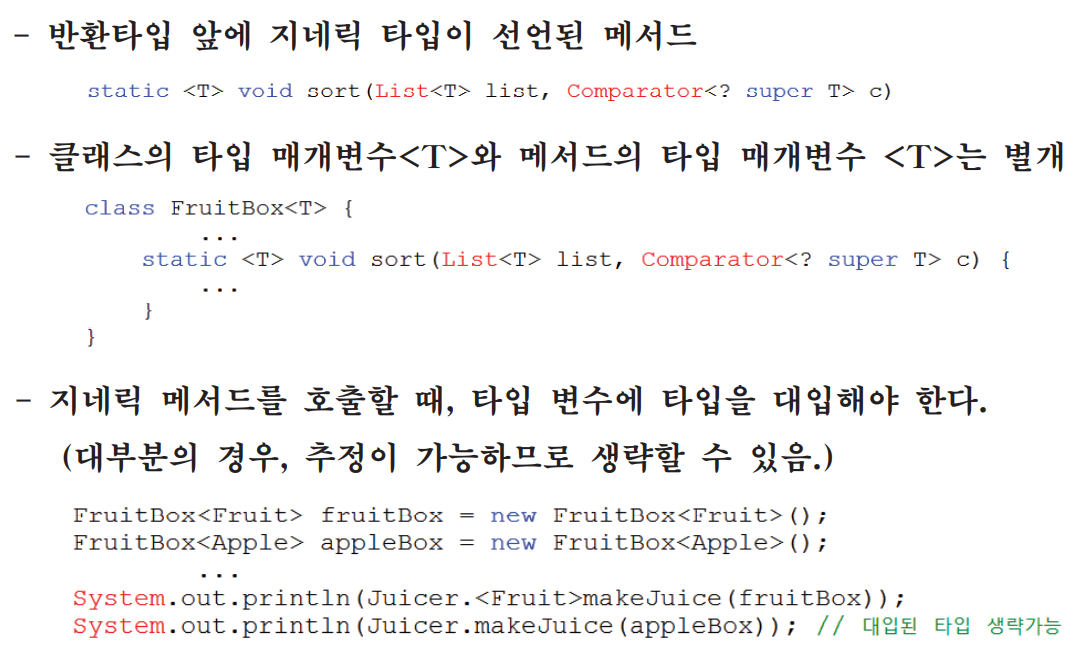 - 반환타입 앞에 지네릭 타입이 선언된 메서드
static <T> void sort(List<T> list, Comparator<? super T> c)
- 클래스의 타입 매개변수<T>와 메서드의 타입 매개변수 <T>는 별개
class FruitBox<T> {
...
static <T> void sort(List<T> list, Comparator<? super T> c) {
...
}
}
- 지네릭 메서드를 호출할 때, 타입 변수에 타입을 대입해야 한다.
(대부분의 경우, 추정이 가능하므로 생략할 수 있음.)
FruitBox<Fruit> fruitBox = new FruitBox<Fruit>();
FruitBox<Apple> appleBox = new FruitBox<Apple>();
...
System.out.println(Juicer.<Fruit>makeJuice(fruitBox));
System.out.println(Juicer.makeJuice(appleBox)); // 대입된 타입 생략가능